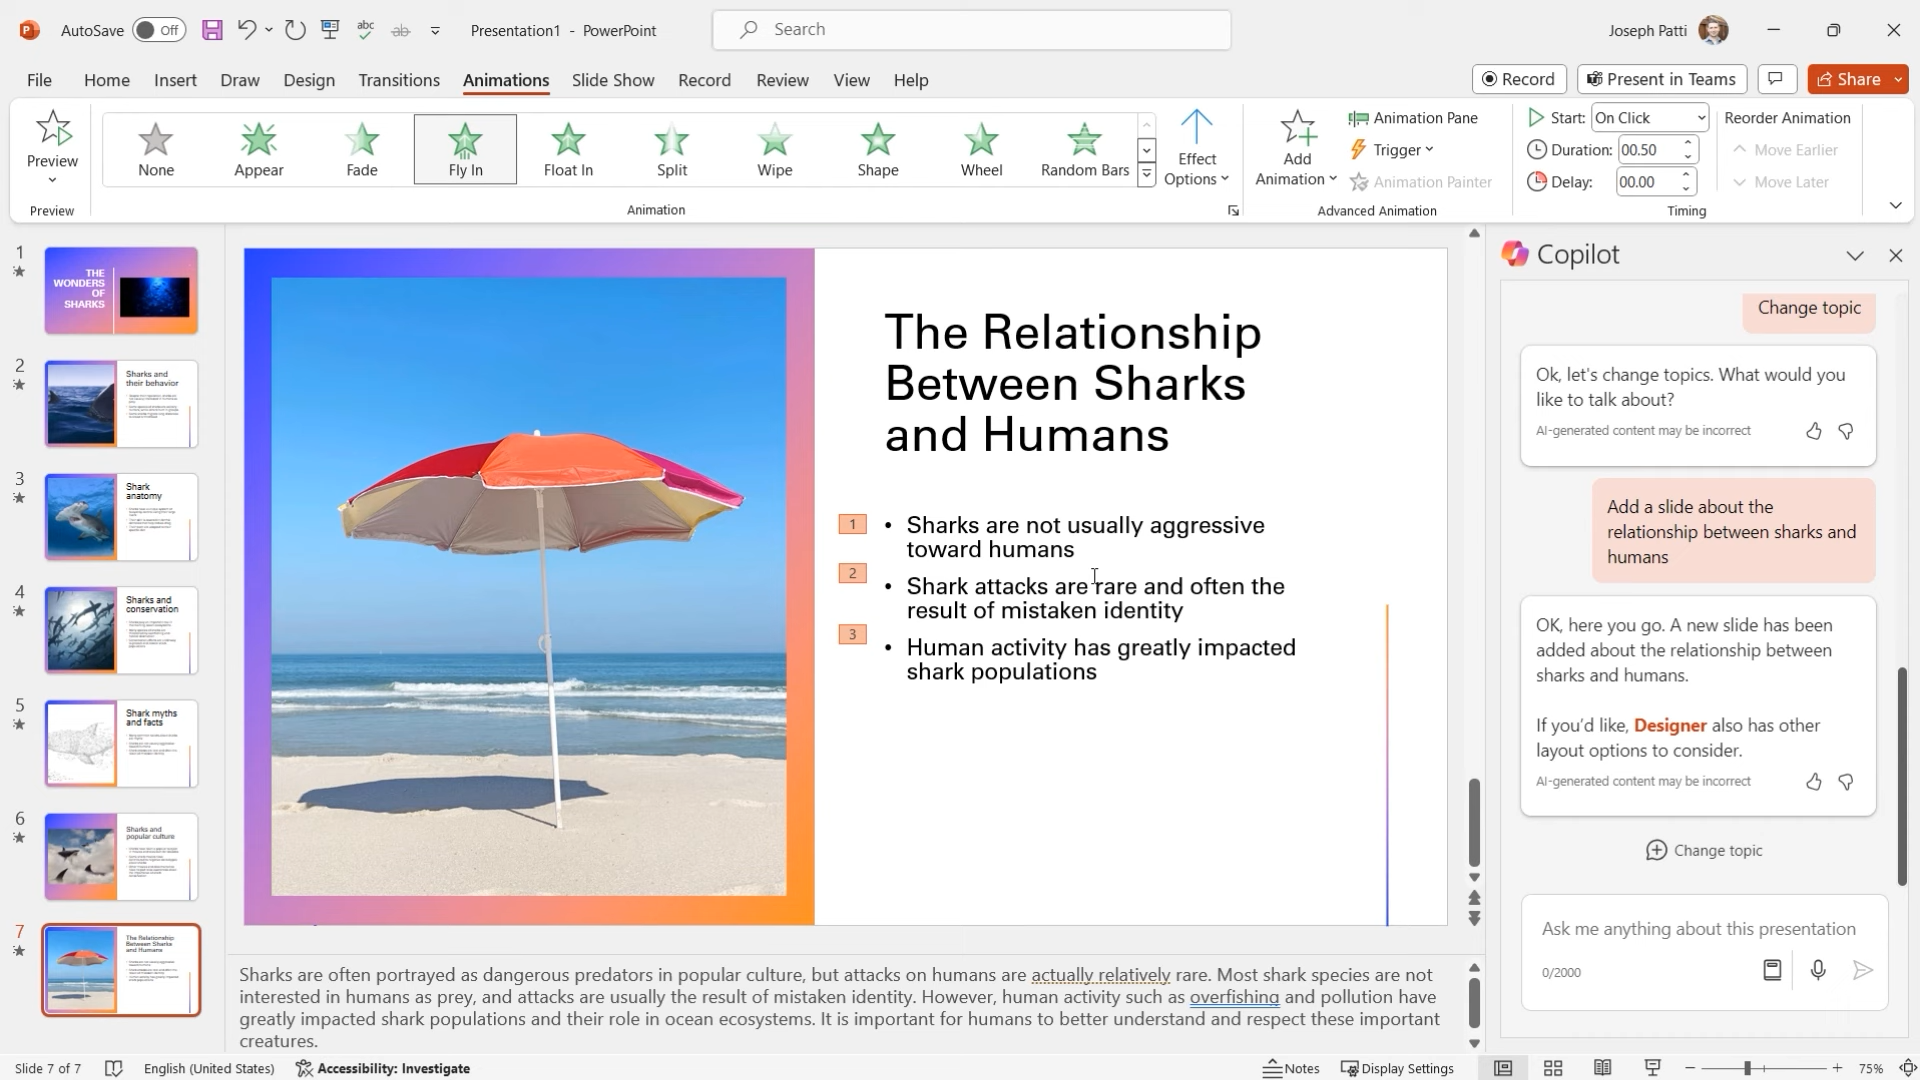 AutoSave Off abc ab Presentation1 - PowerPoint Search Joseph Patti
File Home Insert Draw Design Transitions Animations Slide Show Record Review View Help Record Present in Teams Share
Preview
Preview
None Appear Fade Fly In Float In Split Wipe Shape Wheel Random Bars
Animation
Effect
Options
Add
Animation
Animation Pane
Trigger
Animation Painter
Advanced Animation
Start: On Click
Duration: 00.50
Delay: 00.00
Timing
Reorder Animation
Move Earlier
Move Later
1
THE
WONDERS
OF
SHARKS
2
Sharks and
their behavior
3
Shark
anatomy
4
Sharks and
conservation
5
Shark myths
and facts
6
Sharks and
popular culture
7
The Relationship
Between Sharks
and Humans
The Relationship
Between Sharks
and Humans
1 • Sharks are not usually aggressive
toward humans
2 • Shark attacks are rare and often the
result of mistaken identity
3 • Human activity has greatly impacted
shark populations
Sharks are often portrayed as dangerous predators in popular culture, but attacks on humans are actually relatively rare. Most shark species are not
interested in humans as prey, and attacks are usually the result of mistaken identity. However, human activity such as overfishing and pollution have
greatly impacted shark populations and their role in ocean ecosystems. It is important for humans to better understand and respect these important
creatures.
Copilot
Change topic
Ok, let's change topics. What would you
like to talk about?
AI-generated content may be incorrect
Add a slide about the
relationship between sharks and
humans
OK, here you go. A new slide has been
added about the relationship between
sharks and humans.
If you'd like, Designer also has other
layout options to consider.
AI-generated content may be incorrect
Change topic
Ask me anything about this presentation
0/2000
Slide 7 of 7 English (United States) Accessibility: Investigate Notes Display Settings 75%